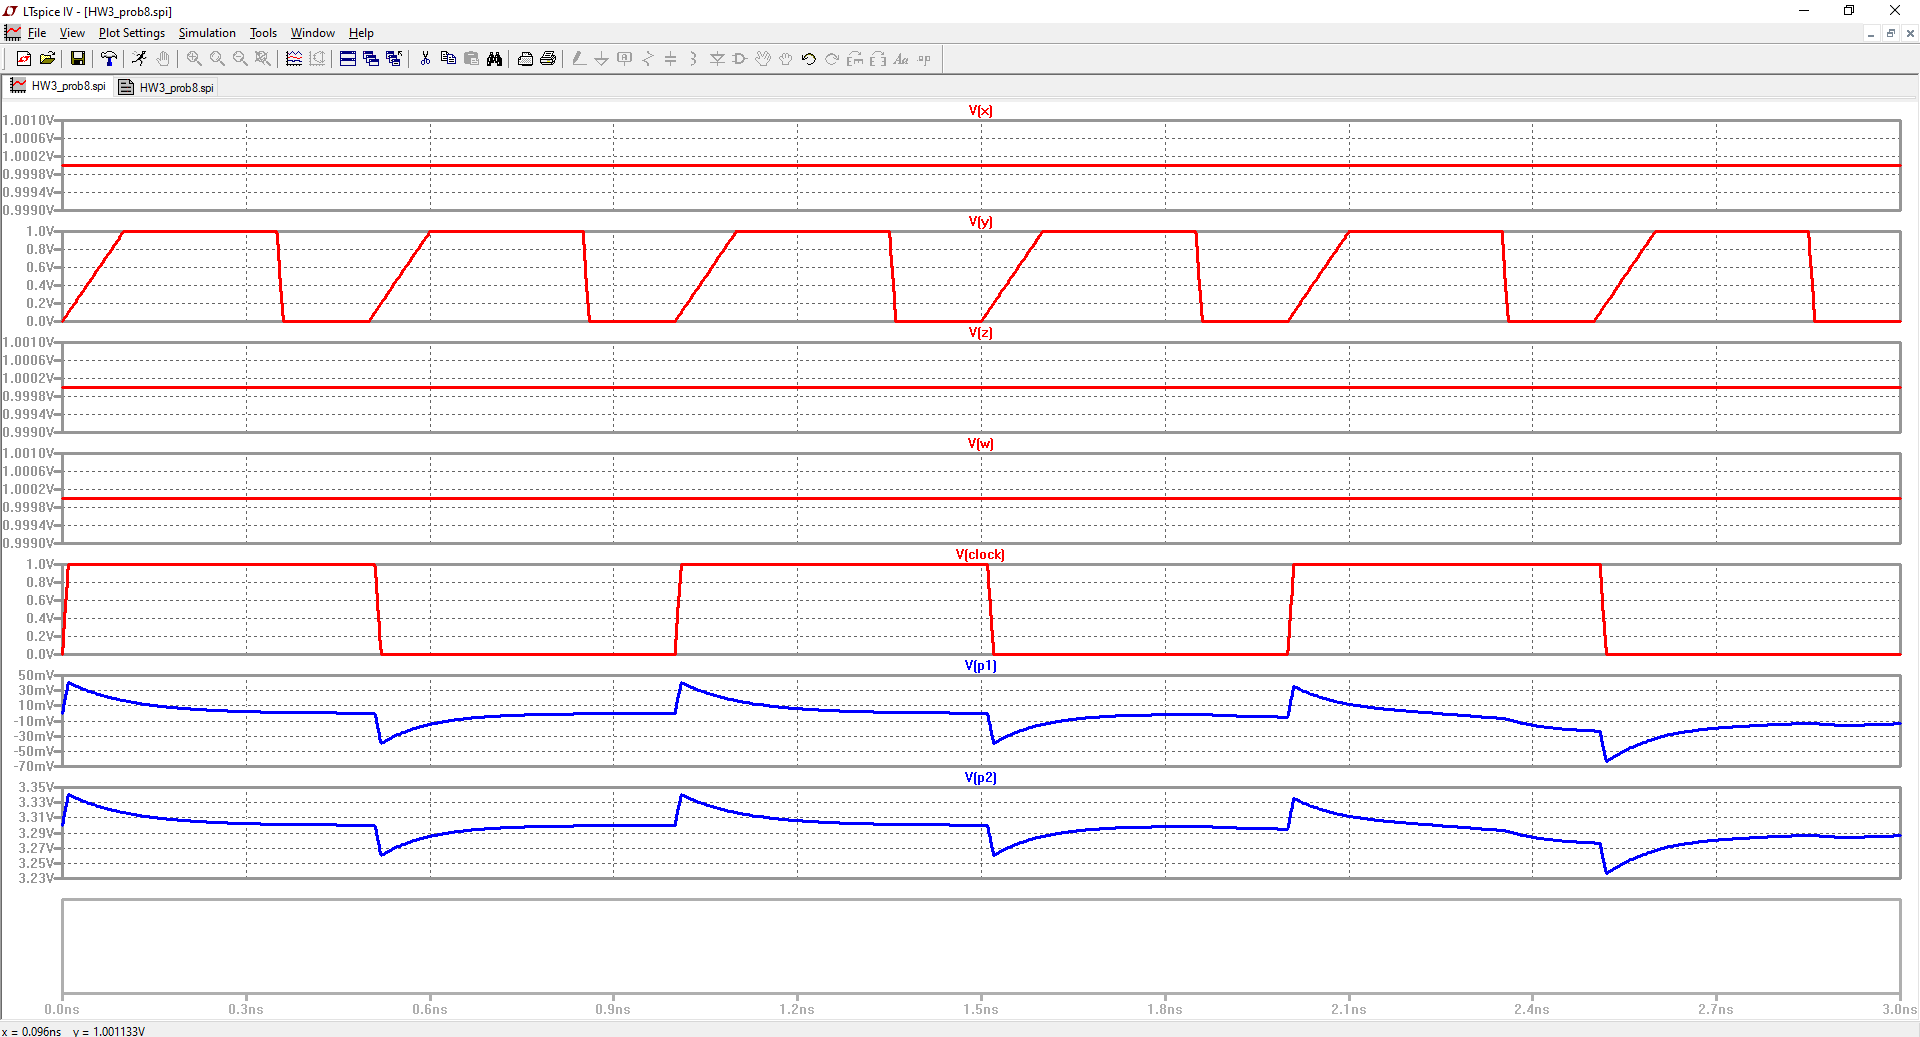 LTspice IV - [HW3_prob8.spi]
File View Plot Settings Simulation Tools Window Help
HW3_prob8.spi HW3_prob8.spi
V(x)
1.0010V
1.0006V
1.0002V
0.9998V
0.9994V
0.9990V
V(y)
1.0V
0.8V
0.6V
0.4V
0.2V
0.0V
V(z)
1.0010V
1.0006V
1.0002V
0.9998V
0.9994V
0.9990V
V(w)
1.0010V
1.0006V
1.0002V
0.9998V
0.9994V
0.9990V
V(clock)
1.0V
0.8V
0.6V
0.4V
0.2V
0.0V
V(p1)
50mV
30mV
10mV
-10mV
-30mV
-50mV
-70mV
V(p2)
3.35V
3.33V
3.31V
3.29V
3.27V
3.25V
3.23V
0.0ns 0.3ns 0.6ns 0.9ns 1.2ns 1.5ns 1.8ns 2.1ns 2.4ns 2.7ns 3.0ns
x = 0.096ns y = 1.001133V